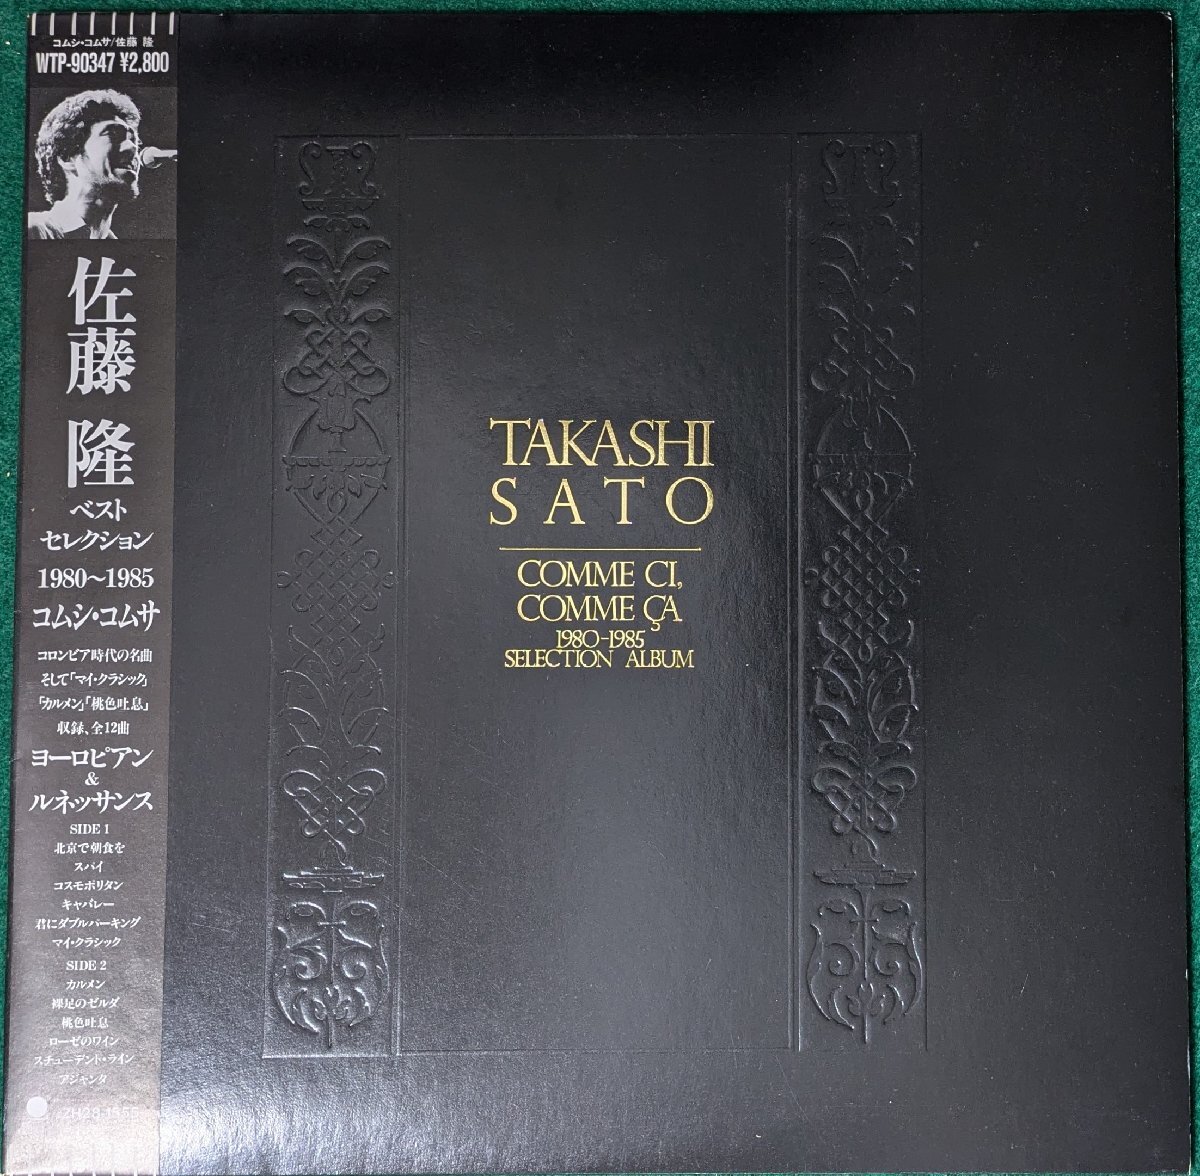 コムシ・コムサ/佐藤 隆
WTP-90347 ¥2,800
佐藤 隆
ベスト
セレクション
1980〜1985
コムシ・コムサ
コロンビア時代の名曲
そして「マイ・クラシック」
「カルメン」「桃色吐息」
収録、全12曲
ヨーロピアン
&
ルネッサンス
SIDE 1
北京で朝食を
スパイ
コスモポリタン
キャバレー
君にダブルパーキング
マイ・クラシック
SIDE 2
カルメン
裸足のゼルダ
桃色吐息
ローゼのワイン
スチューデント・ライン
アジャンタ
ZH28-1555
TAKASHI
SATO
COMME CI,
COMME ÇA
1980-1985
SELECTION ALBUM